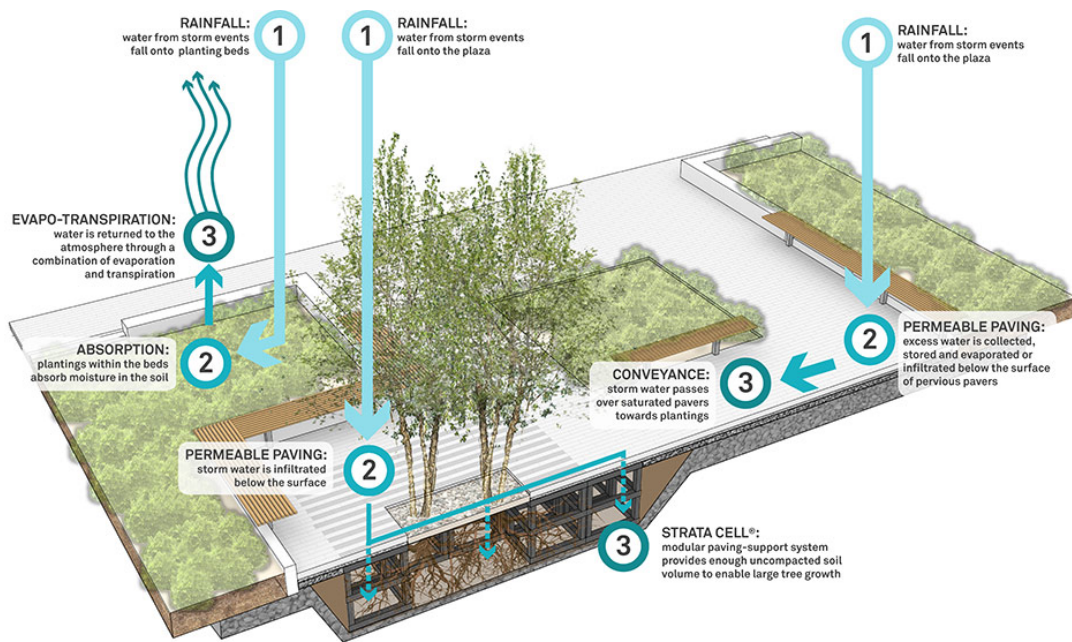 RAINFALL:
water from storm events
fall onto planting beds
1
1
RAINFALL:
water from storm events
fall onto the plaza
1
RAINFALL:
water from storm events
fall onto the plaza
EVAPO-TRANSPIRATION:
water is returned to the
atmosphere through a
combination of evaporation
and transpiration
3
ABSORPTION:
plantings within the beds
absorb moisture in the soil
2
2
PERMEABLE PAVING:
excess water is collected,
stored and evaporated or
infiltrated below the surface
of pervious pavers
CONVEYANCE:
storm water passes
over saturated pavers
towards plantings
3
PERMEABLE PAVING:
storm water is infiltrated
below the surface
2
3
STRATA CELL®:
modular paving-support system
provides enough uncompacted soil
volume to enable large tree growth